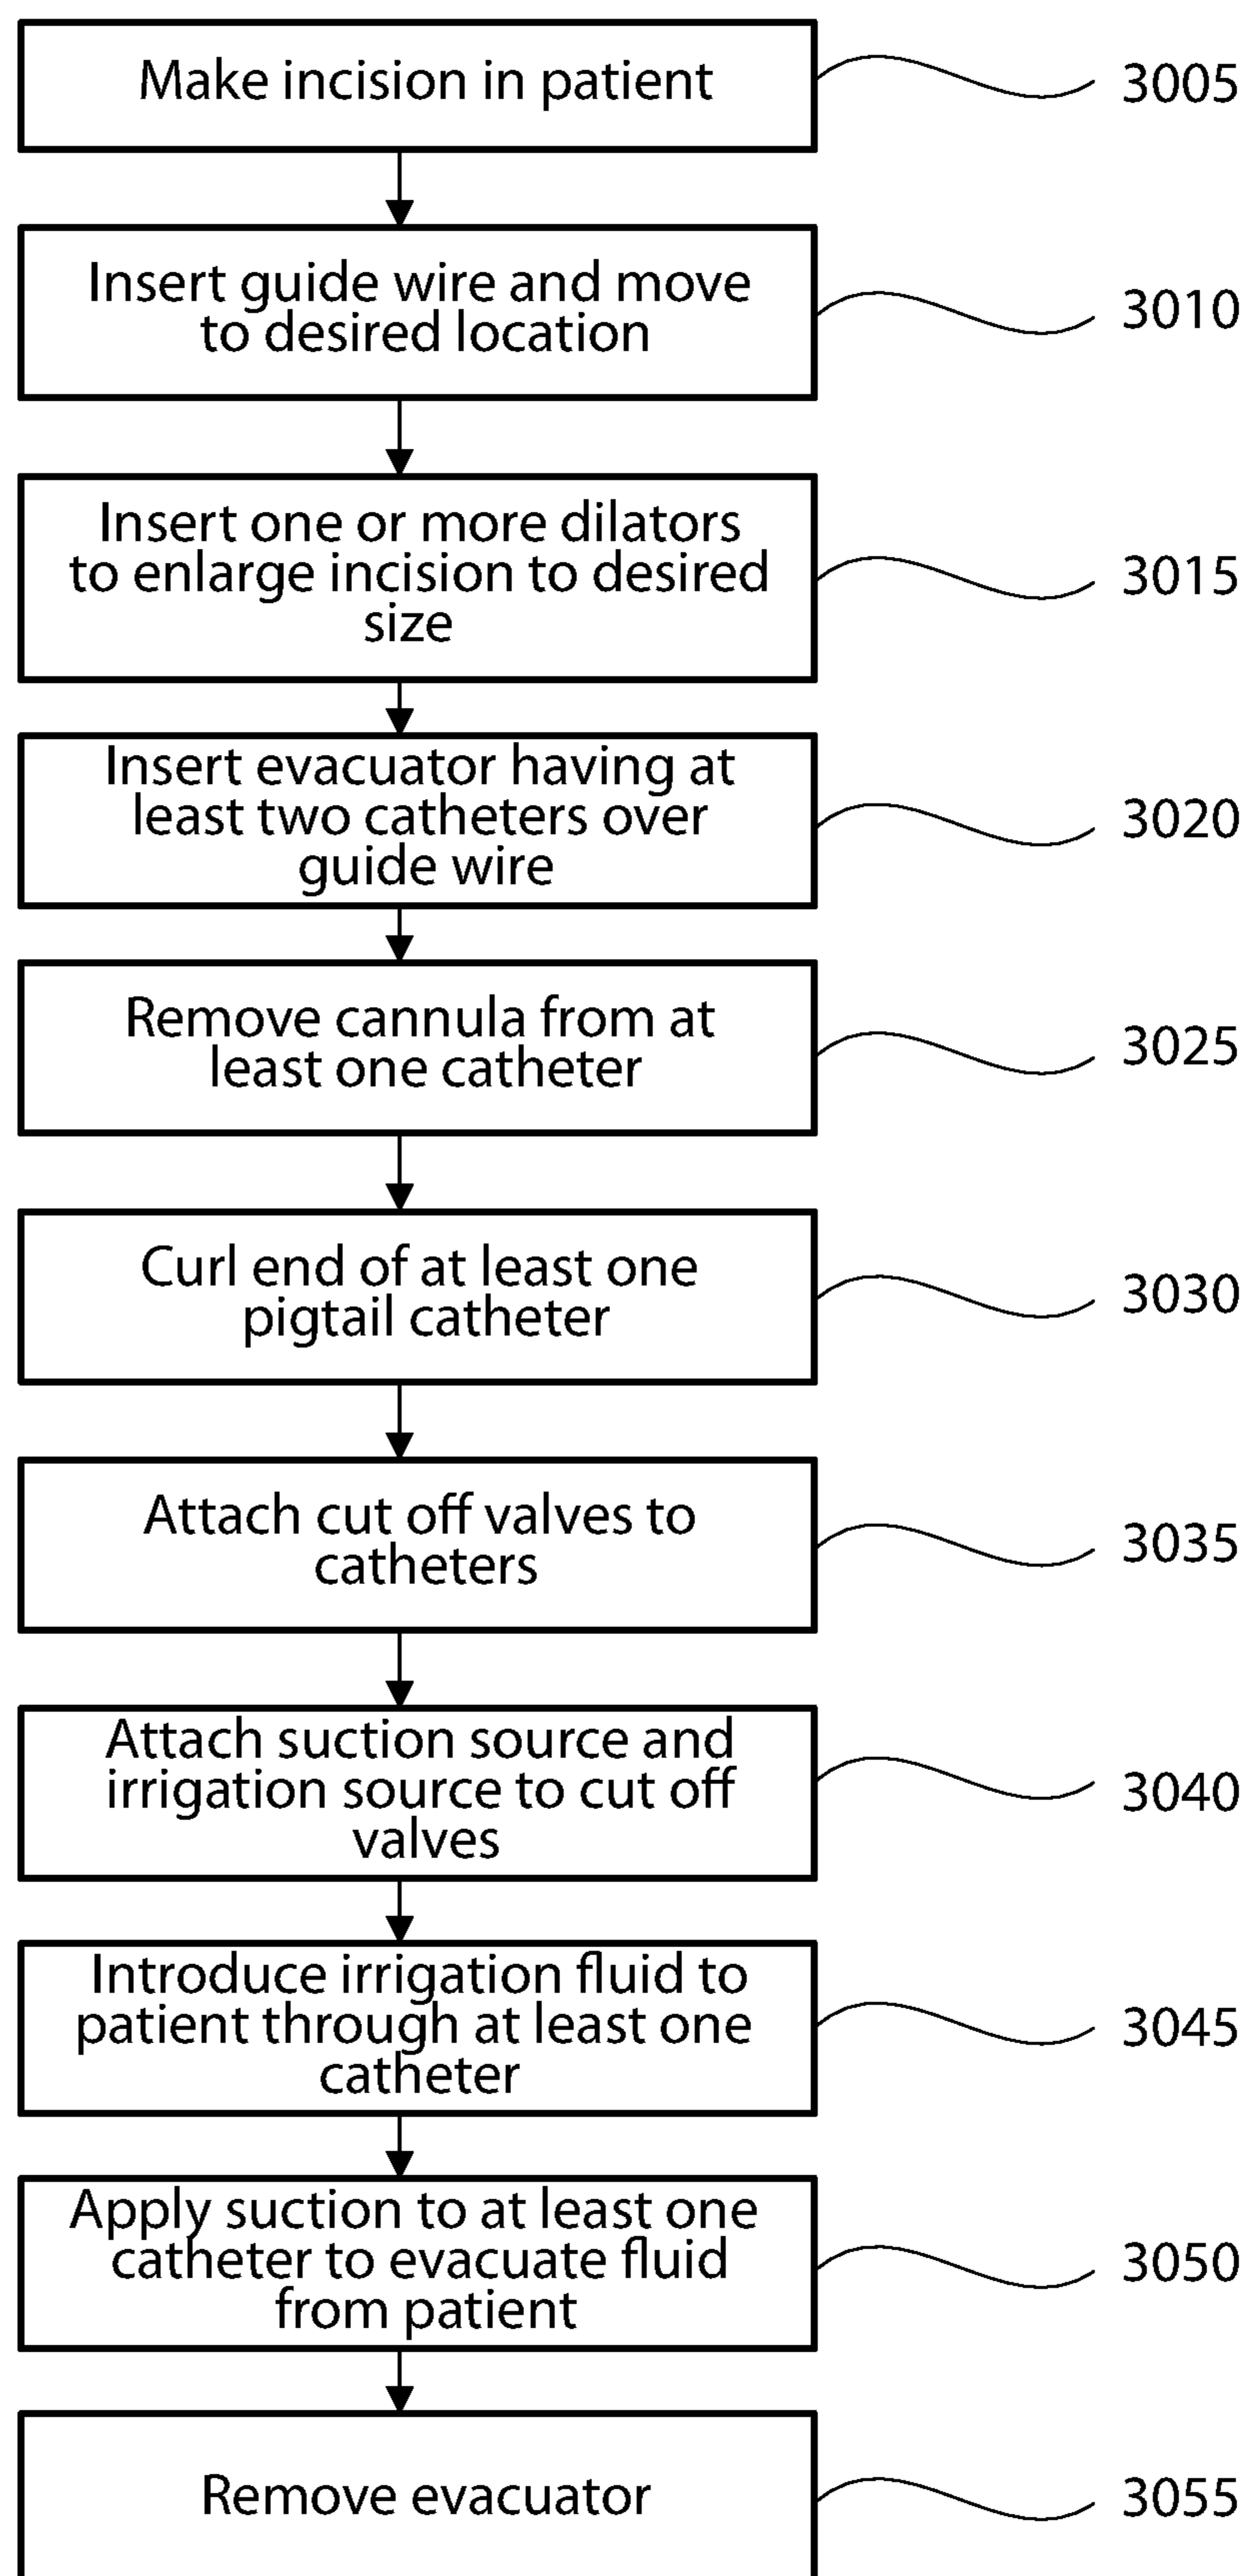 Make incision in patient
3005
Insert guide wire and move
to desired location
3010
Insert one or more dilators
to enlarge incision to desired
size
3015
Insert evacuator having at
least two catheters over
guide wire
3020
Remove cannula from at
least one catheter
3025
Curl end of at least one
pigtail catheter
3030
Attach cut off valves to
catheters
3035
Attach suction source and
irrigation source to cut off
valves
3040
Introduce irrigation fluid to
patient through at least one
catheter
3045
Apply suction to at least one
catheter to evacuate fluid
from patient
3050
Remove evacuator
3055